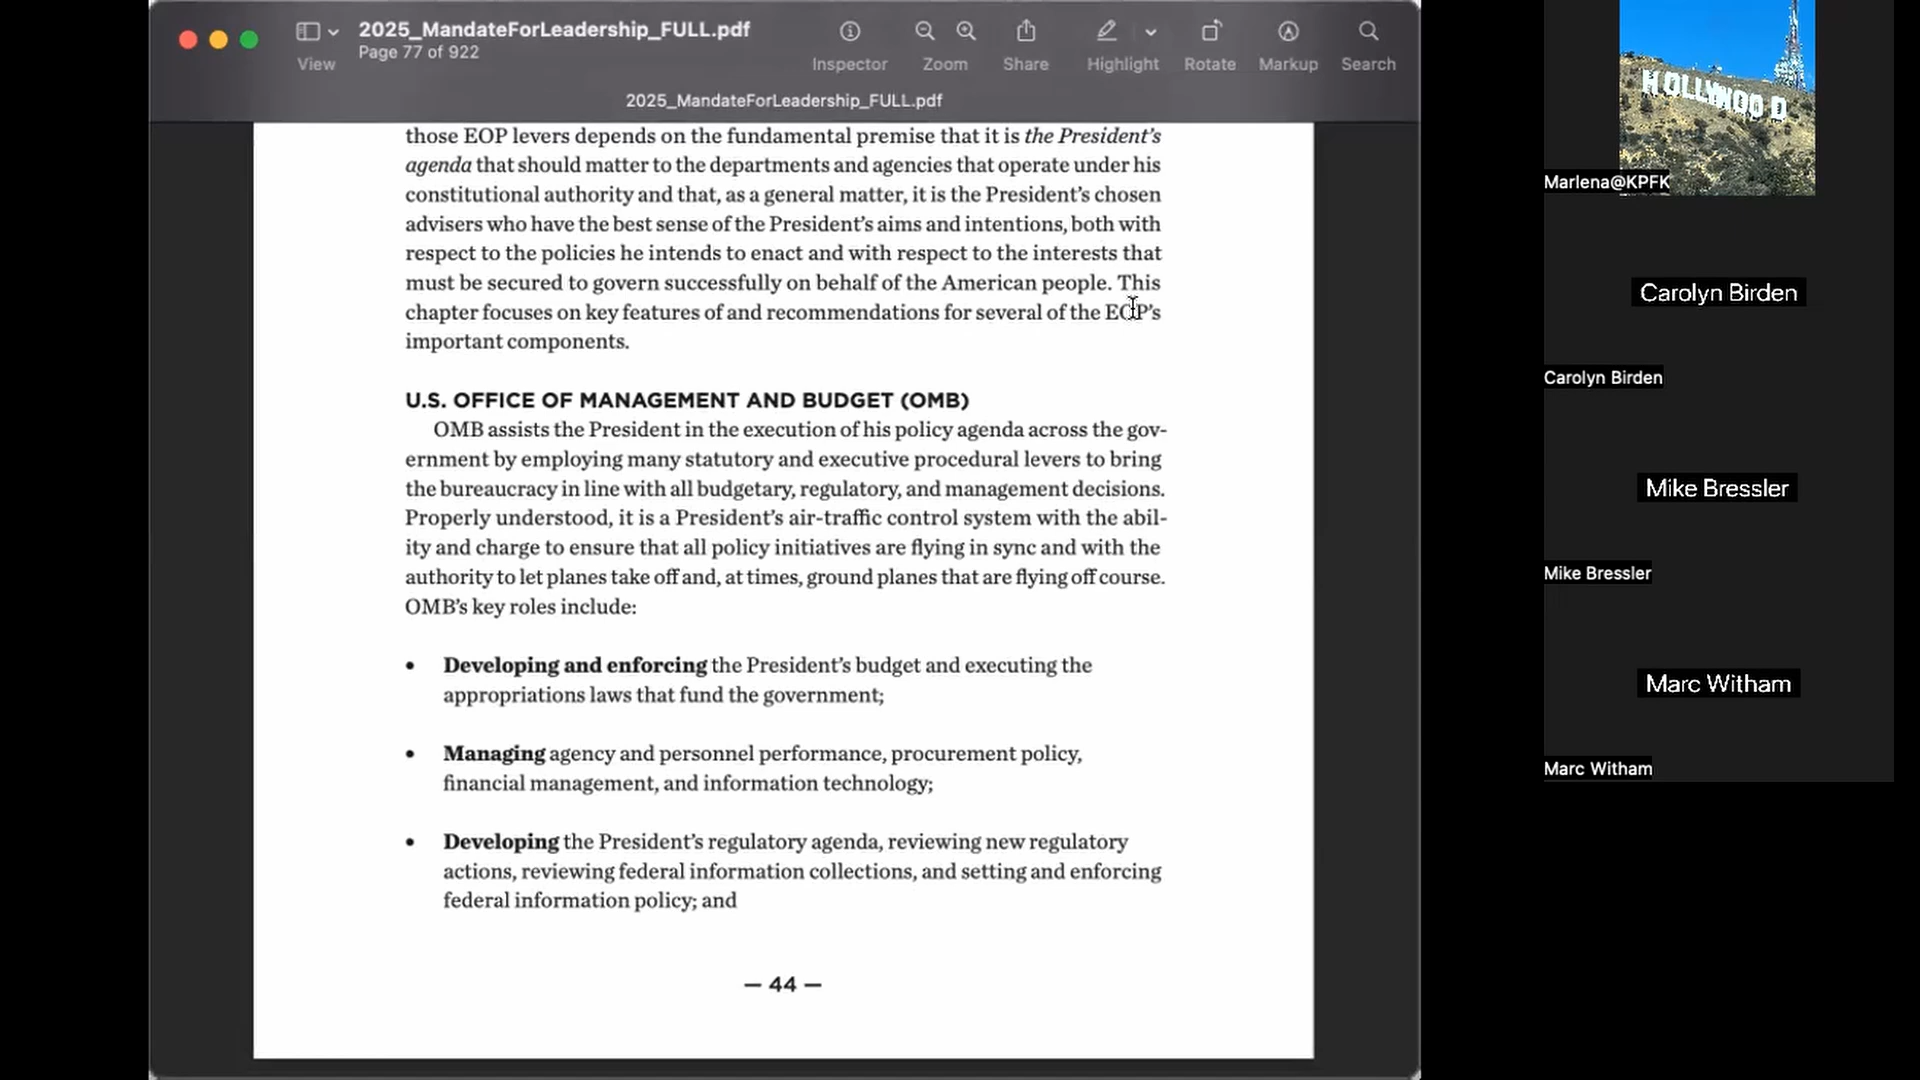 2025_MandateForLeadership_FULL.pdf
Page 77 of 922
View
Inspector
Zoom
Share
Highlight
Rotate
Markup
Search
2025_MandateForLeadership_FULL.pdf
those EOP levers depends on the fundamental premise that it is the President's
agenda that should matter to the departments and agencies that operate under his
constitutional authority and that, as a general matter, it is the President's chosen
advisers who have the best sense of the President's aims and intentions, both with
respect to the policies he intends to enact and with respect to the interests that
must be secured to govern successfully on behalf of the American people. This
chapter focuses on key features of and recommendations for several of the EOP's
important components.
U.S. OFFICE OF MANAGEMENT AND BUDGET (OMB)
OMB assists the President in the execution of his policy agenda across the gov-
ernment by employing many statutory and executive procedural levers to bring
the bureaucracy in line with all budgetary, regulatory, and management decisions.
Properly understood, it is a President's air-traffic control system with the abil-
ity and charge to ensure that all policy initiatives are flying in sync and with the
authority to let planes take off and, at times, ground planes that are flying off course.
OMB's key roles include:
• Developing and enforcing the President's budget and executing the
appropriations laws that fund the government;
• Managing agency and personnel performance, procurement policy,
financial management, and information technology;
• Developing the President's regulatory agenda, reviewing new regulatory
actions, reviewing federal information collections, and setting and enforcing
federal information policy; and
— 44 —
HOLLYWOOD
Marlena@KPFK
Carolyn Birden
Carolyn Birden
Mike Bressler
Mike Bressler
Marc Witham
Marc Witham